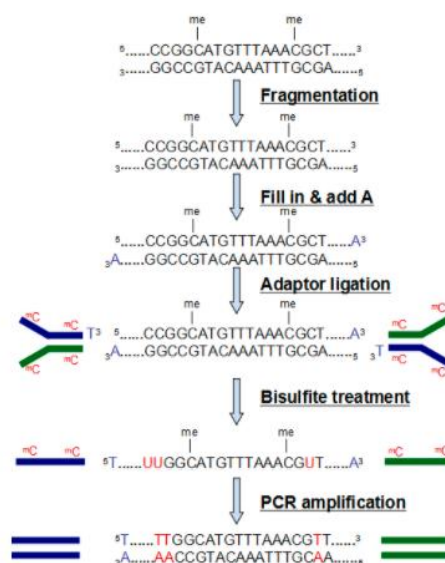 me me
5......CCGGCATGTTTAAACGCT......3
3......GGCCGTACAAATTTGCGA......5
Fragmentation
me me
5......CCGGCATGTTTAAACGCT......3
3......GGCCGTACAAATTTGCGA......5
Fill in & add A
me me
5......CCGGCATGTTTAAACGCT......A3
3A......GGCCGTACAAATTTGCGA......5
Adaptor ligation
me me
mC mC T3 5......CCGGCATGTTTAAACGCT......A3 mC mC
mC mC 3A......GGCCGTACAAATTTGCGA......5 3T mC mC
Bisulfite treatment
me me
mC mC 5T......UUGGCATGTTTAAACGUT......A3 mC mC
PCR amplification
5T......TTGGCATGTTTAAACGTT......3
3A......AACCGTACAAATTTGCAA......5